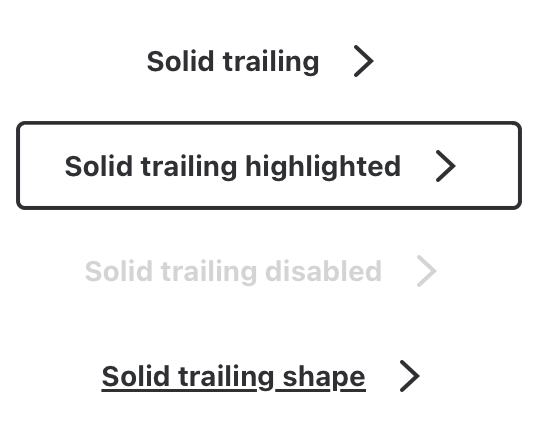 Solid trailing
Solid trailing highlighted
Solid trailing disabled
Solid trailing shape